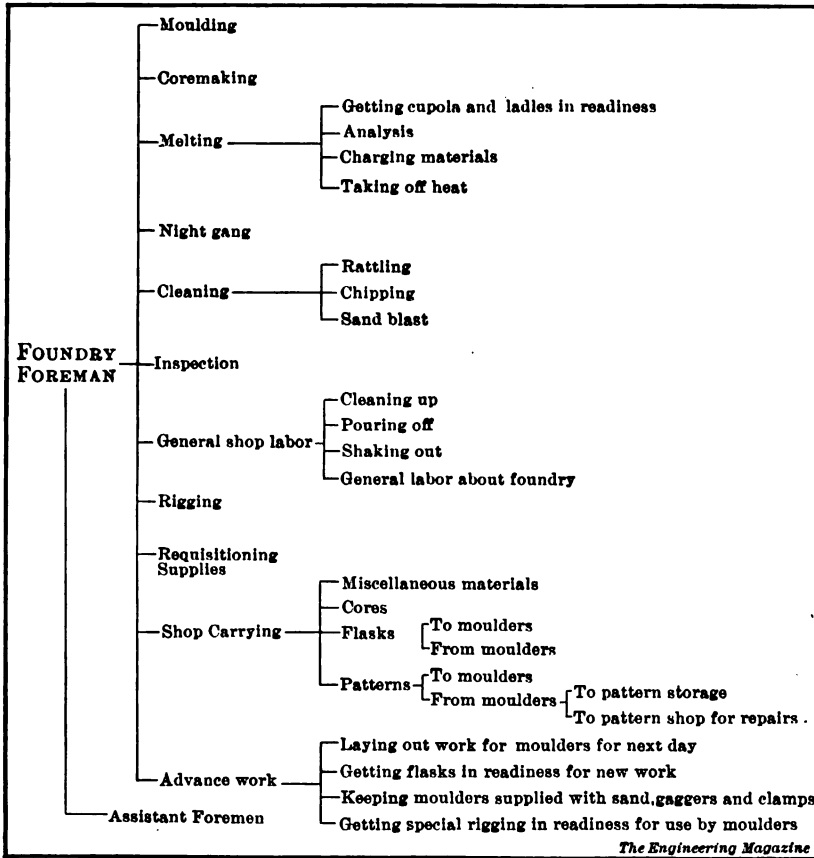 Moulding
Coremaking
Melting
Getting cupola and ladles in readiness
Analysis
Charging materials
Taking off heat
Night gang
Cleaning
Rattling
Chipping
Sand blast
FOUNDRY
FOREMAN
Inspection
General shop labor
Cleaning up
Pouring off
Shaking out
General labor about foundry
Rigging
Requisitioning
Supplies
Shop Carrying
Miscellaneous materials
Cores
Flasks
To moulders
From moulders
Patterns
To moulders
From moulders
To pattern storage
To pattern shop for repairs .
Advance work
Laying out work for moulders for next day
Getting flasks in readiness for new work
Keeping moulders supplied with sand,gaggers and clamps
Getting special rigging in readiness for use by moulders
Assistant Foremen
The Engineering Magazine